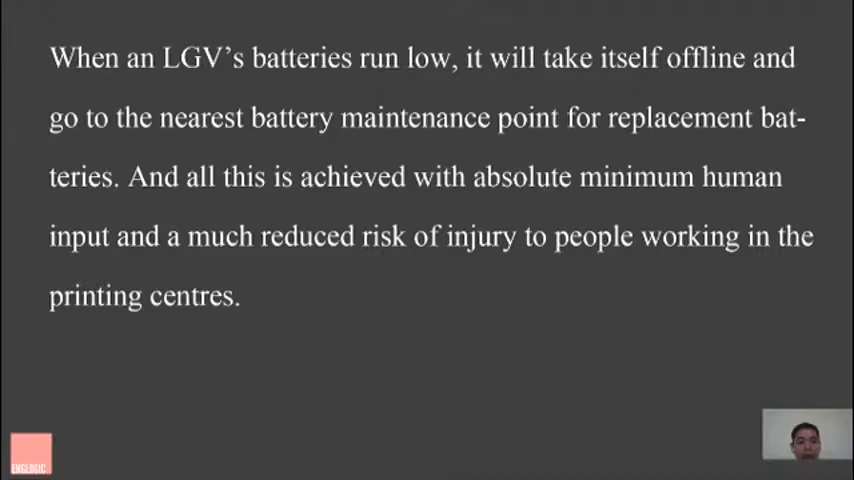 When an LGV's batteries run low, it will take itself offline and
go to the nearest battery maintenance point for replacement bat-
teries. And all this is achieved with absolute minimum human
input and a much reduced risk of injury to people working in the
printing centres.
ENGLOGIC